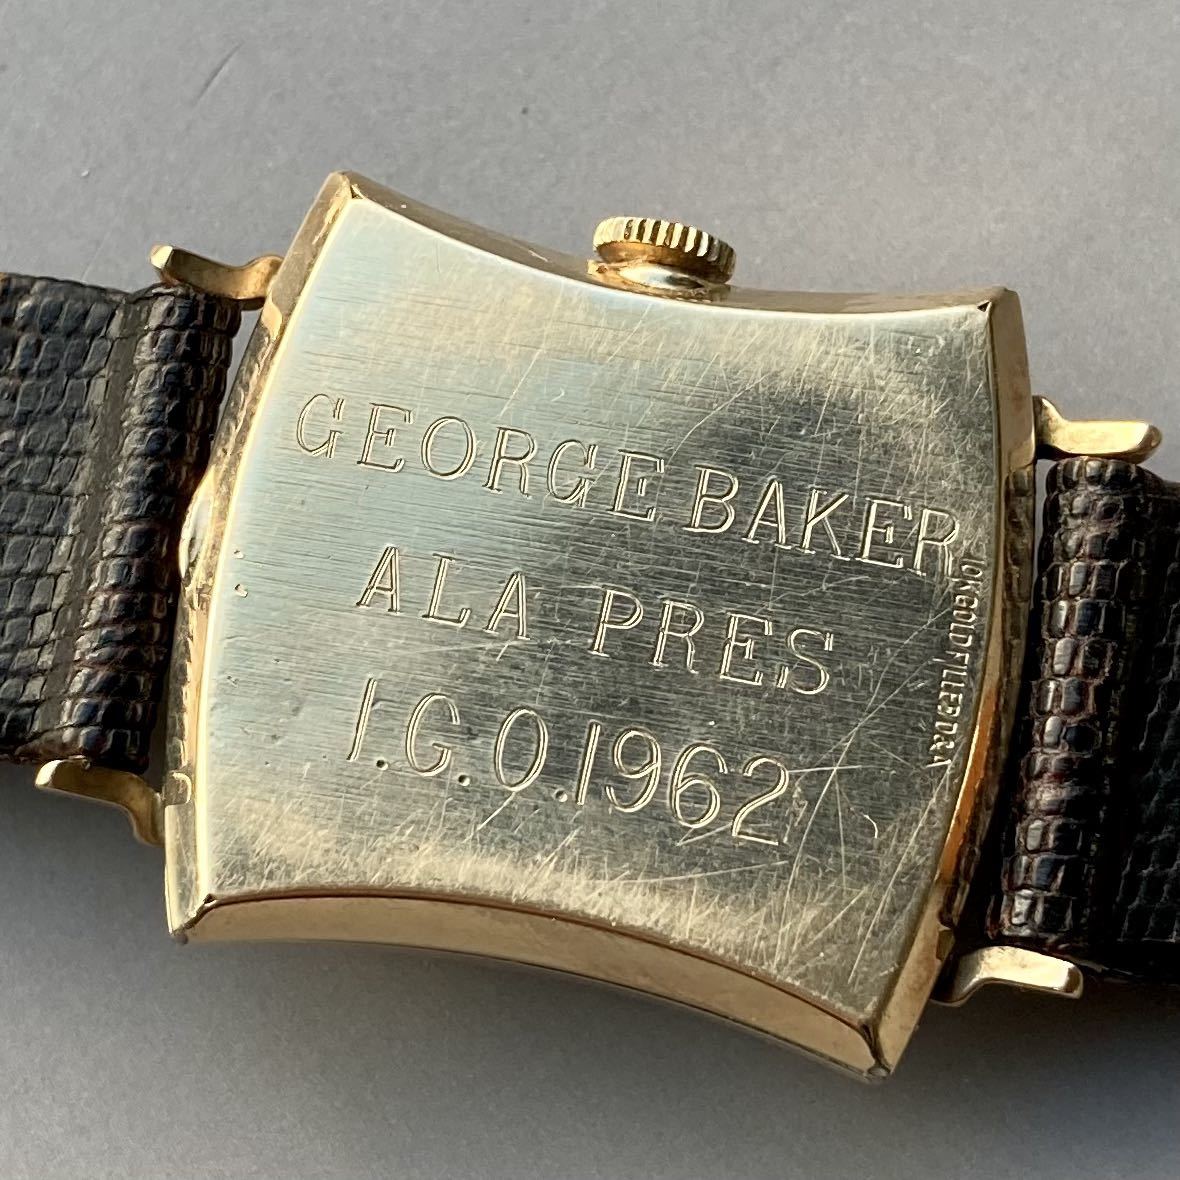 GEORGE BAKER
ALA PRES
I.G.O.1962
10K GOLD FILLED D&A